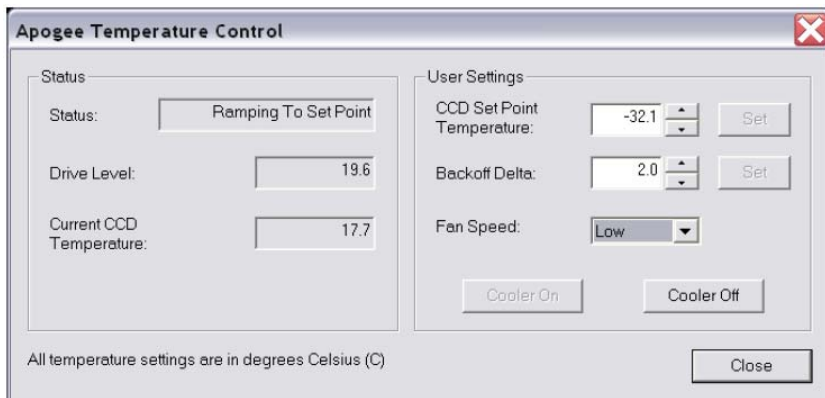 Apogee Temperature Control
Status
Status:
Ramping To Set Point
Drive Level:
19.6
Current CCD
Temperature:
17.7
User Settings
CCD Set Point
Temperature:
-32.1
Set
Backoff Delta:
2.0
Set
Fan Speed:
Low
Cooler On
Cooler Off
All temperature settings are in degrees Celsius (C)
Close